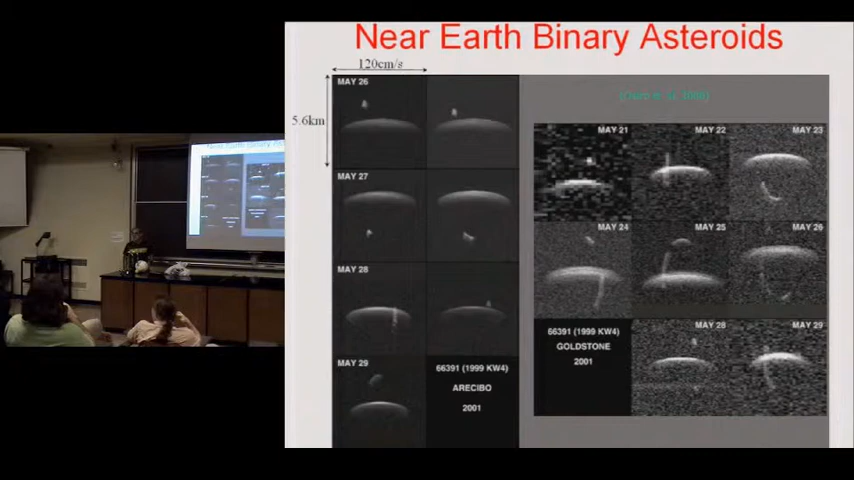 Near Earth Binary Asteroids
120cm/s
5.6km
MAY 26
MAY 27
MAY 28
MAY 29
66391 (1999 KW4)
ARECIBO
2001
MAY 21
MAY 22
MAY 23
MAY 24
MAY 25
MAY 26
66391 (1999 KW4)
GOLDSTONE
2001
MAY 28
MAY 29